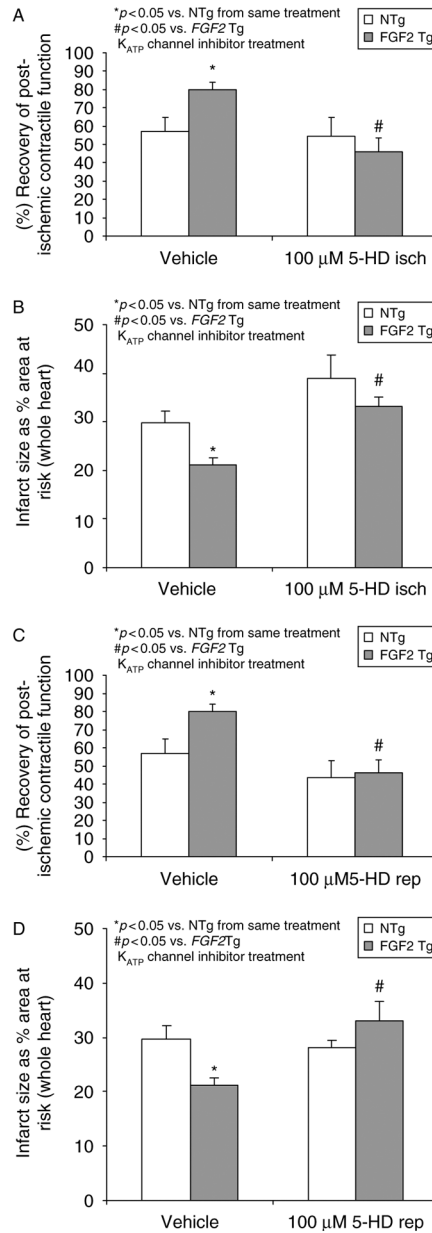 A
*p<0.05 vs. NTg from same treatment
#p<0.05 vs. FGF2 Tg
KATP channel inhibitor treatment
NTg
FGF2 Tg
(%) Recovery of post-
ischemic contractile function
100
90
80
70
60
50
40
30
20
10
0
*
#
Vehicle
100 μM 5-HD isch
B
*p<0.05 vs. NTg from same treatment
#p<0.05 vs. FGF2 Tg
KATP channel inhibitor treatment
NTg
FGF2 Tg
Infarct size as % area at
risk (whole heart)
50
40
30
20
10
0
*
#
Vehicle
100 μM 5-HD isch
C
*p<0.05 vs. NTg from same treatment
#p<0.05 vs. FGF2 Tg
KATP channel inhibitor treatment
NTg
FGF2 Tg
(%) Recovery of post-
ischemic contractile function
100
90
80
70
60
50
40
30
20
10
0
*
#
Vehicle
100 μM5-HD rep
D
*p<0.05 vs. NTg from same treatment
#p<0.05 vs. FGF2Tg
KATP channel inhibitor treatment
NTg
FGF2 Tg
Infarct size as % area at
risk (whole heart)
50
30
20
10
0
*
#
Vehicle
100 μM 5-HD rep